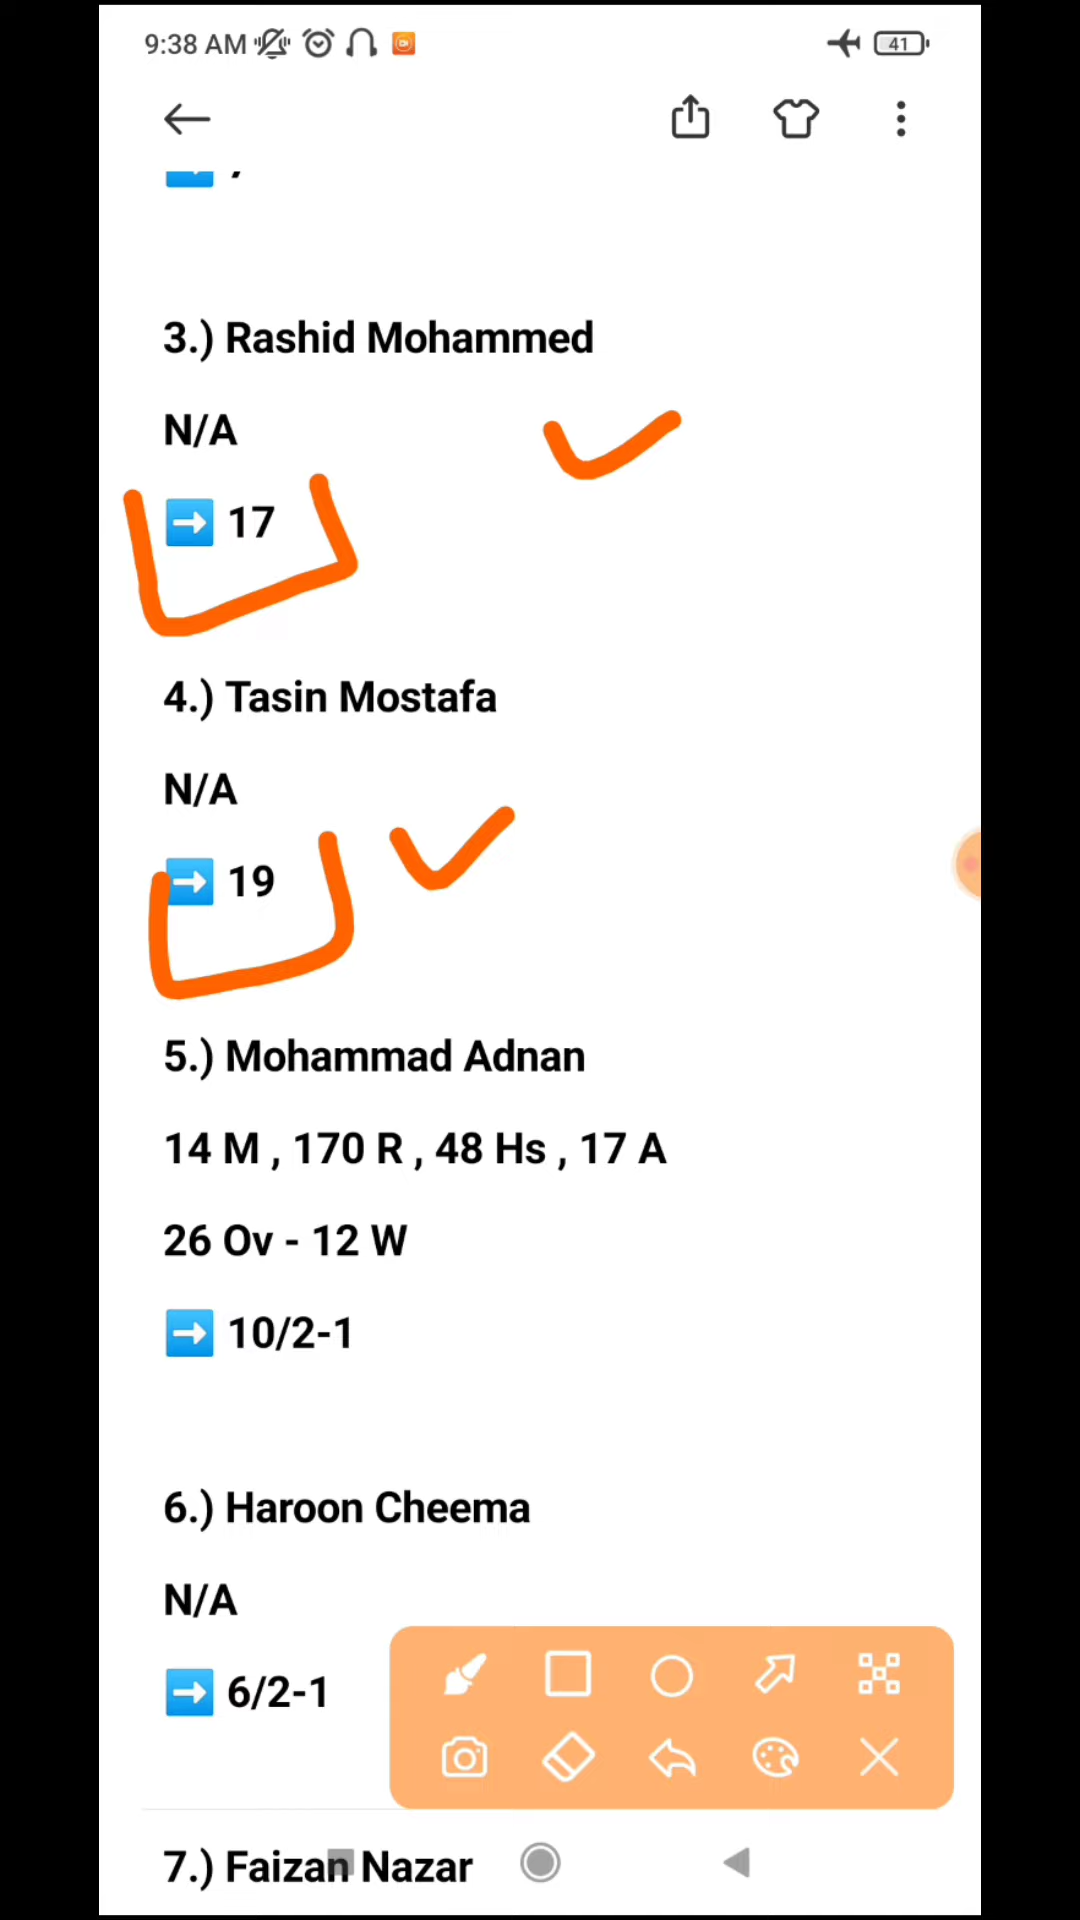 9:38 AM
41
3.) Rashid Mohammed
N/A
➡ 17
4.) Tasin Mostafa
N/A
➡ 19
5.) Mohammad Adnan
14 M , 170 R , 48 Hs , 17 A
26 Ov - 12 W
➡ 10/2-1
6.) Haroon Cheema
N/A
➡ 6/2-1
7.) Faizan Nazar